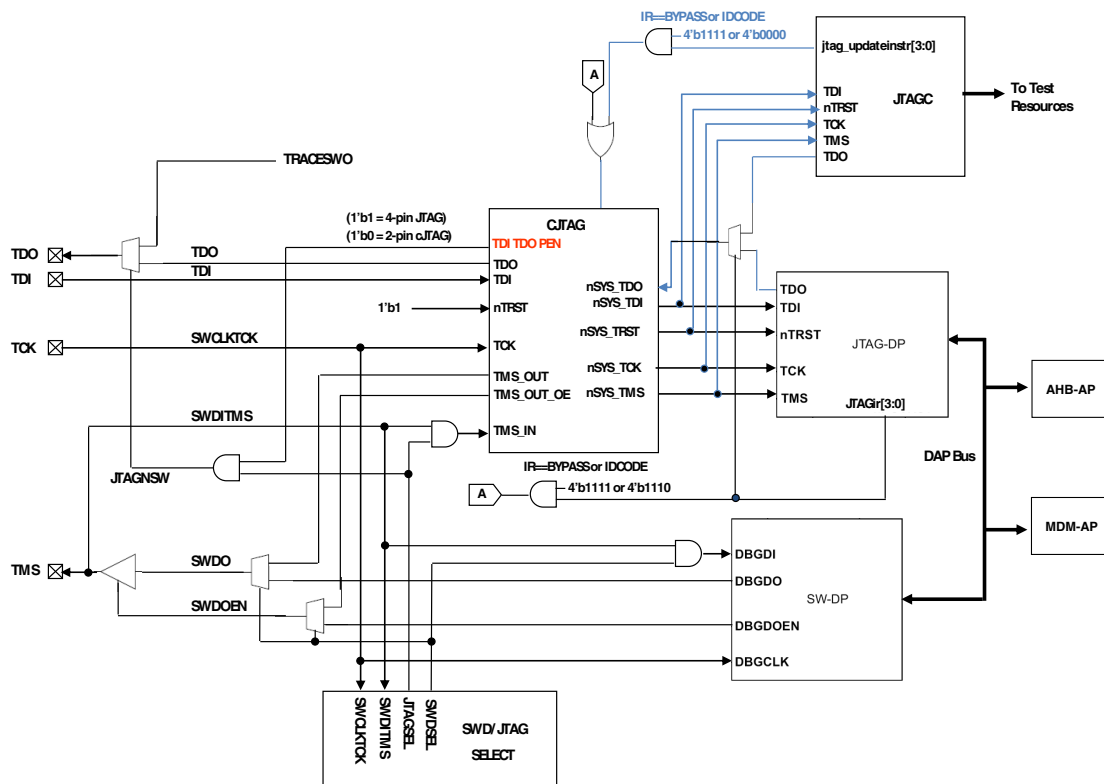 IR==BYPASS or IDCODE
4'b1111 or 4'b0000
jtag_updateinstr[3:0]
A
JTAGC
TDI
nTRST
TCK
TMS
TDO
To Test
Resources
TRACESWO
(1'b1 = 4-pin JTAG)
(1'b0 = 2-pin cJTAG)
CJTAG
TDI TDO PEN
TDO
TDO
TDO
TDI
TDI
TDI
1'b1
nTRST
nSYS_TDO
nSYS_TDI
nSYS_TRST
nSYS_TCK
nSYS_TMS
TDO
TDI
nTRST
JTAG-DP
TCK
TMS
JTAGir[3:0]
TCK
SWCLKTCK
TCK
TMS_OUT
TMS_OUT_OE
SWDITMS
TMS_IN
JTAGNSW
AHB-AP
DAP Bus
IR==BYPASS or IDCODE
4'b1111 or 4'b1110
A
MDM-AP
TMS
SWDO
SWDOEN
DBGDI
DBGDO
SW-DP
DBGDOEN
DBGCLK
SWCLKTCK
SWDITMS
JTAGSEL
SWDSEL
SWD/JTAG
SELECT